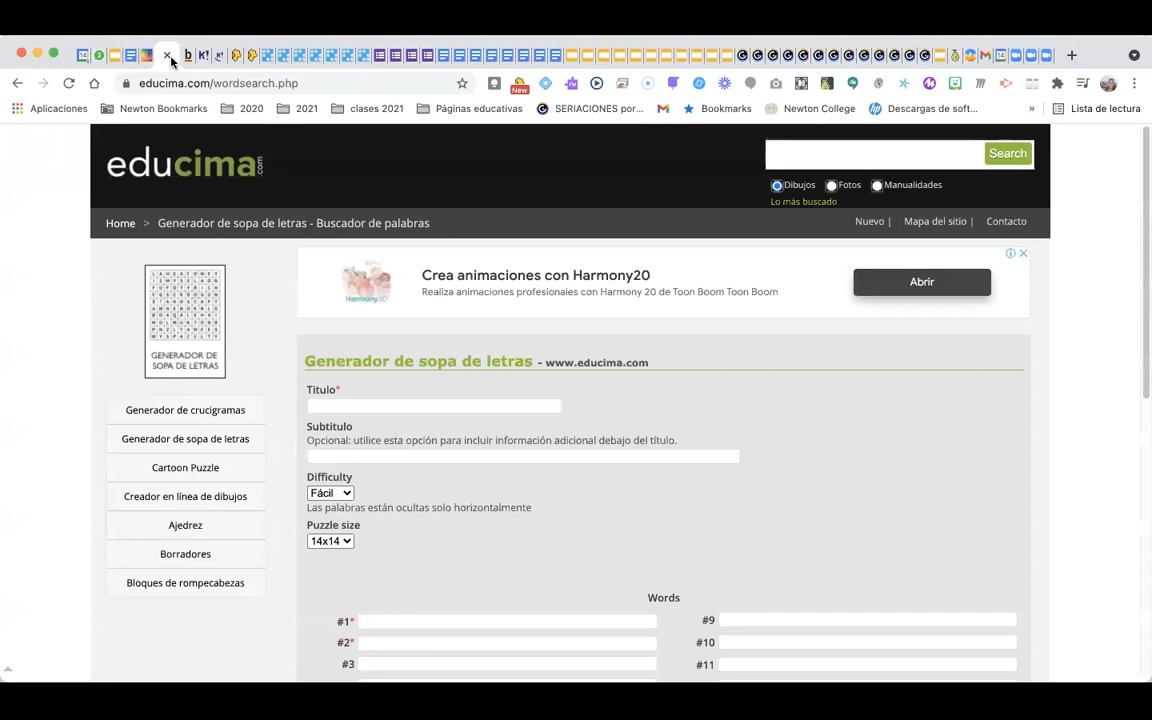 educima.com/wordsearch.php
New
Aplicaciones
Newton Bookmarks
2020
2021
clases 2021
Páginas educativas
SERIACIONES por...
Bookmarks
Newton College
Descargas de soft...
»
Lista de lectura
educima.com
Search
Dibujos
Fotos
Manualidades
Lo más buscado
Home > Generador de sopa de letras - Buscador de palabras
Nuevo |
Mapa del sitio |
Contacto
Crea animaciones con Harmony20
Realiza animaciones profesionales con Harmony 20 de Toon Boom Toon Boom
Abrir
Harmony20
GENERADOR DE
SOPA DE LETRAS
Generador de crucigramas
Generador de sopa de letras
Cartoon Puzzle
Creador en línea de dibujos
Ajedrez
Borradores
Bloques de rompecabezas
Generador de sopa de letras - www.educima.com
Titulo*
Subtitulo
Opcional: utilice esta opción para incluir información adicional debajo del título.
Difficulty
Fácil
Las palabras están ocultas solo horizontalmente
Puzzle size
14x14
Words
#1*
#9
#2*
#10
#3
#11